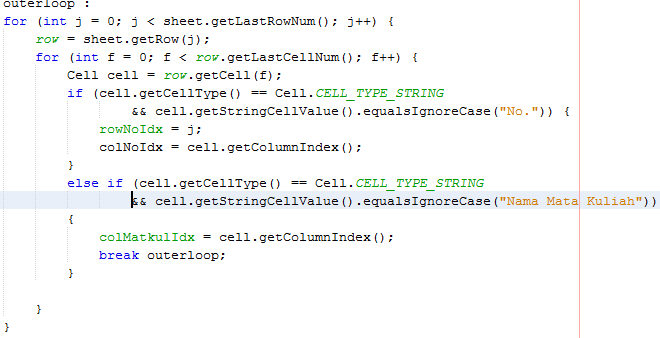 outerloop :
for (int j = 0; j < sheet.getLastRowNum(); j++) {
row = sheet.getRow(j);
for (int f = 0; f < row.getLastCellNum(); f++) {
Cell cell = row.getCell(f);
if (cell.getCellType() == Cell.CELL_TYPE_STRING
&& cell.getStringCellValue().equalsIgnoreCase("No.")) {
rowNoIdx = j;
colNoIdx = cell.getColumnIndex();
}
else if (cell.getCellType() == Cell.CELL_TYPE_STRING
&& cell.getStringCellValue().equalsIgnoreCase("Nama Mata Kuliah"))
{
colMatkulIdx = cell.getColumnIndex();
break outerloop;
}
}
}